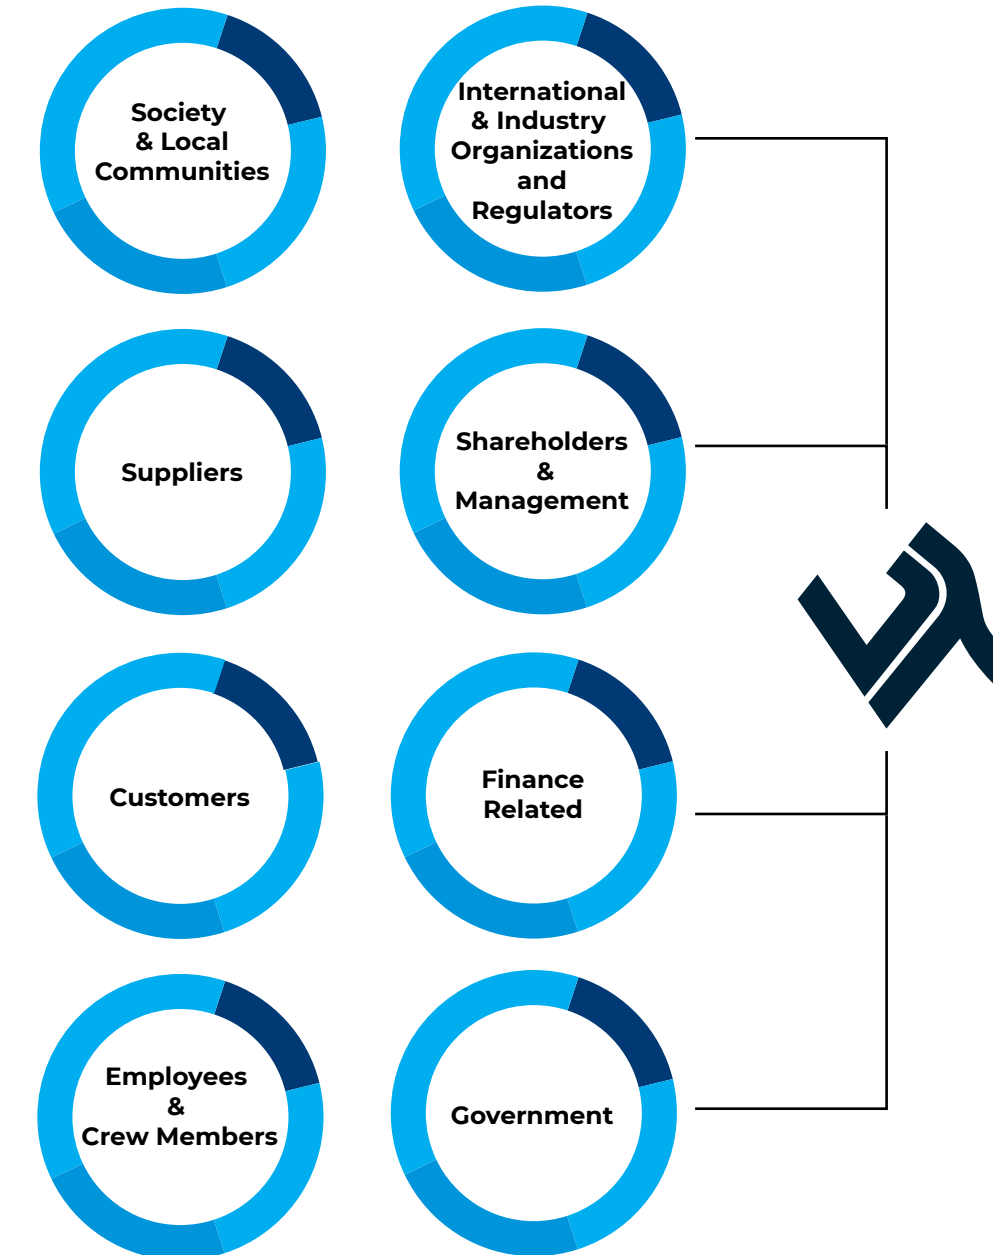 Society
& Local
Communities
International
& Industry
Organizations
and
Regulators
Suppliers
Shareholders
&
Management
Customers
Finance
Related
Employees
&
Crew Members
Government